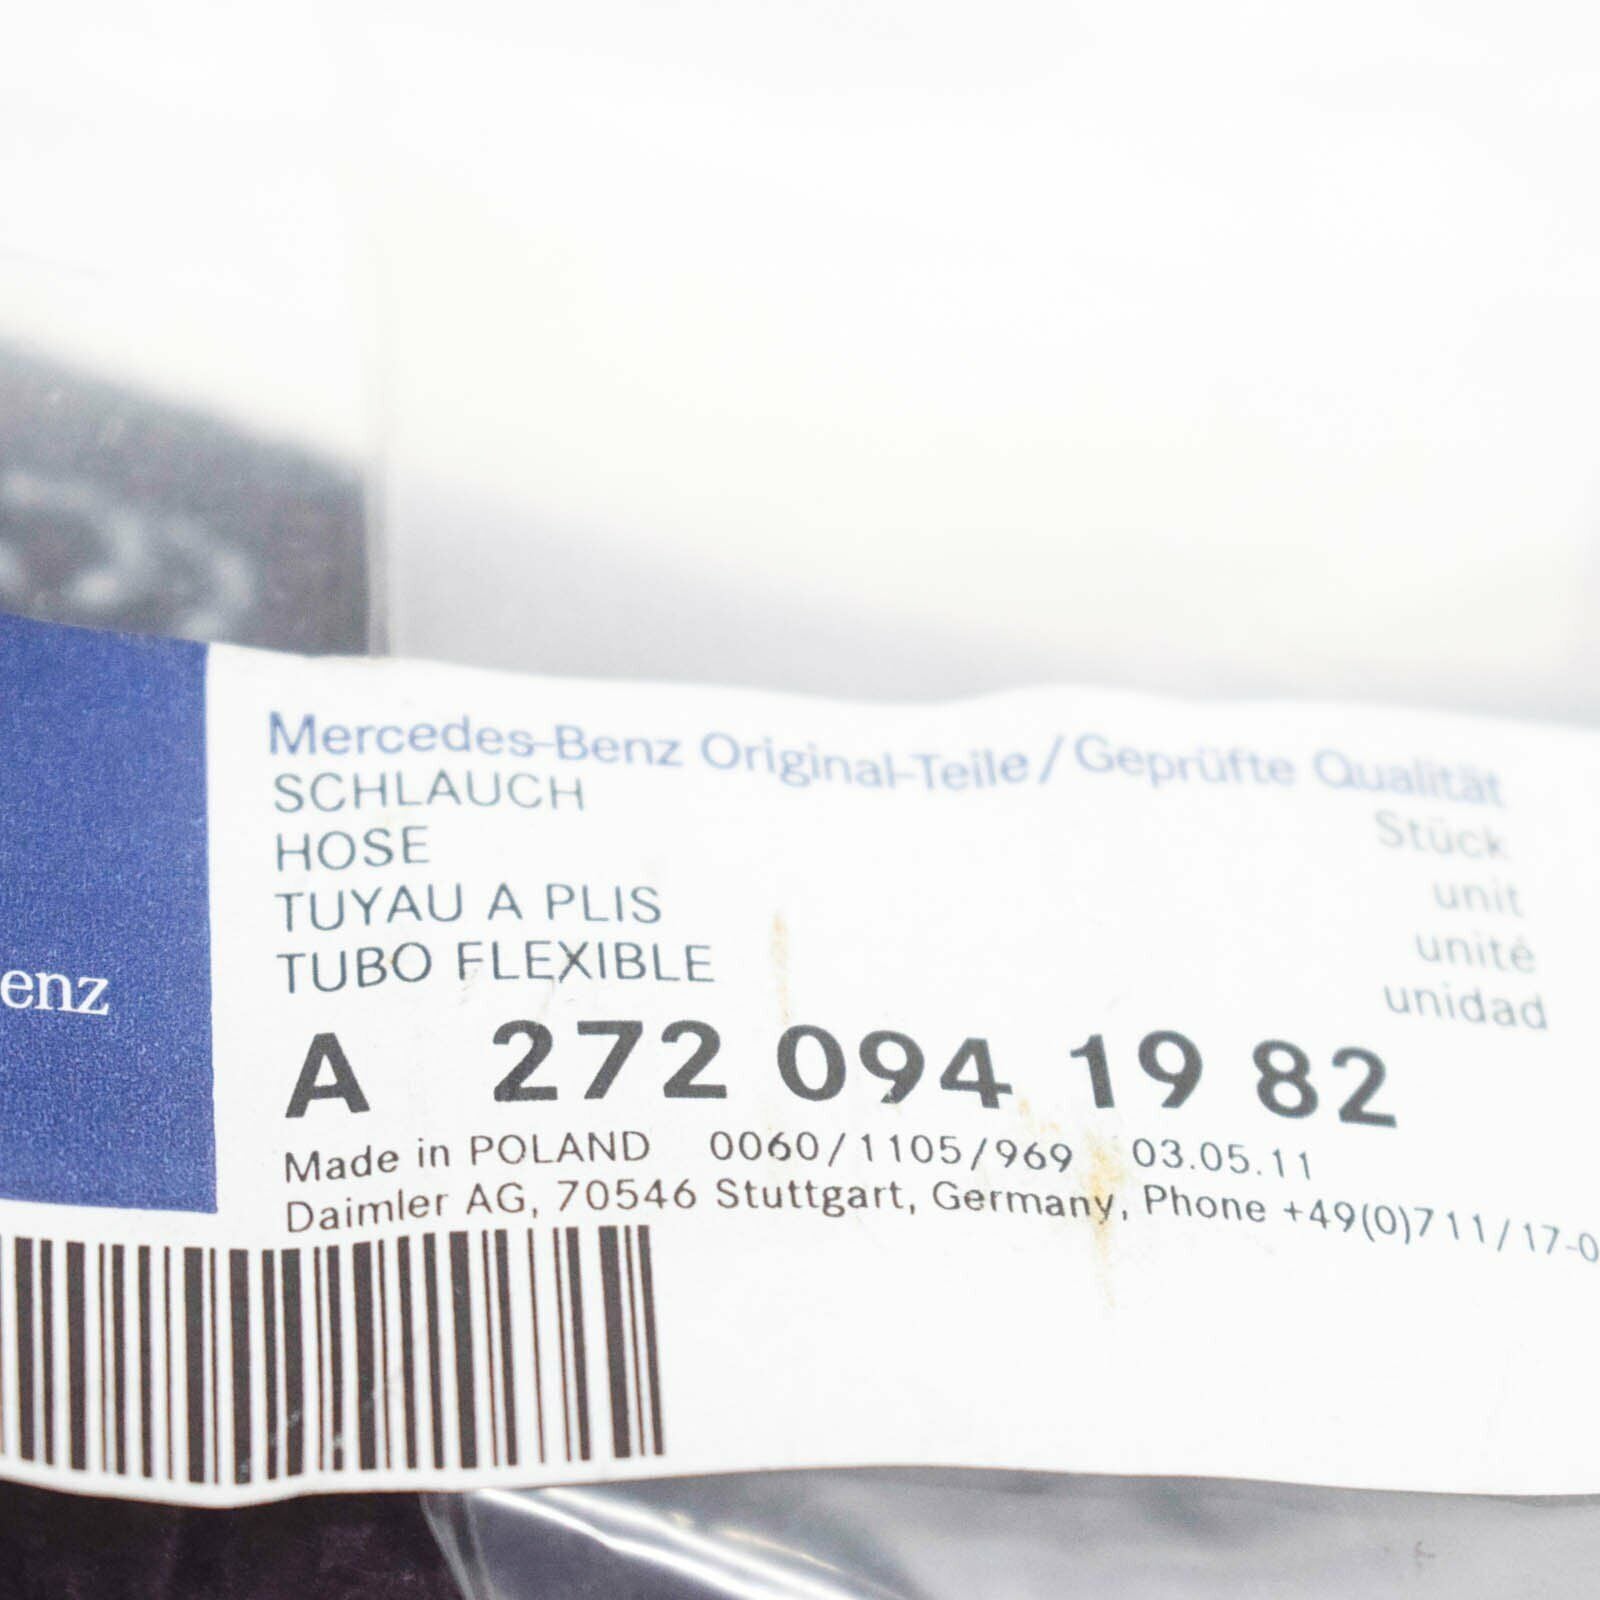 Mercedes-Benz Original-Teile / Geprüfte Qualität
SCHLAUCH Stück
HOSE unit
TUYAU A PLIS unité
TUBO FLEXIBLE unidad
enz
A 272 094 19 82
Made in POLAND 0060/1105/969 03.05.11
Daimler AG, 70546 Stuttgart, Germany, Phone +49(0)711/17-0